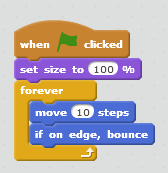 when clicked
set size to 100 %
forever
move 10 steps
if on edge, bounce